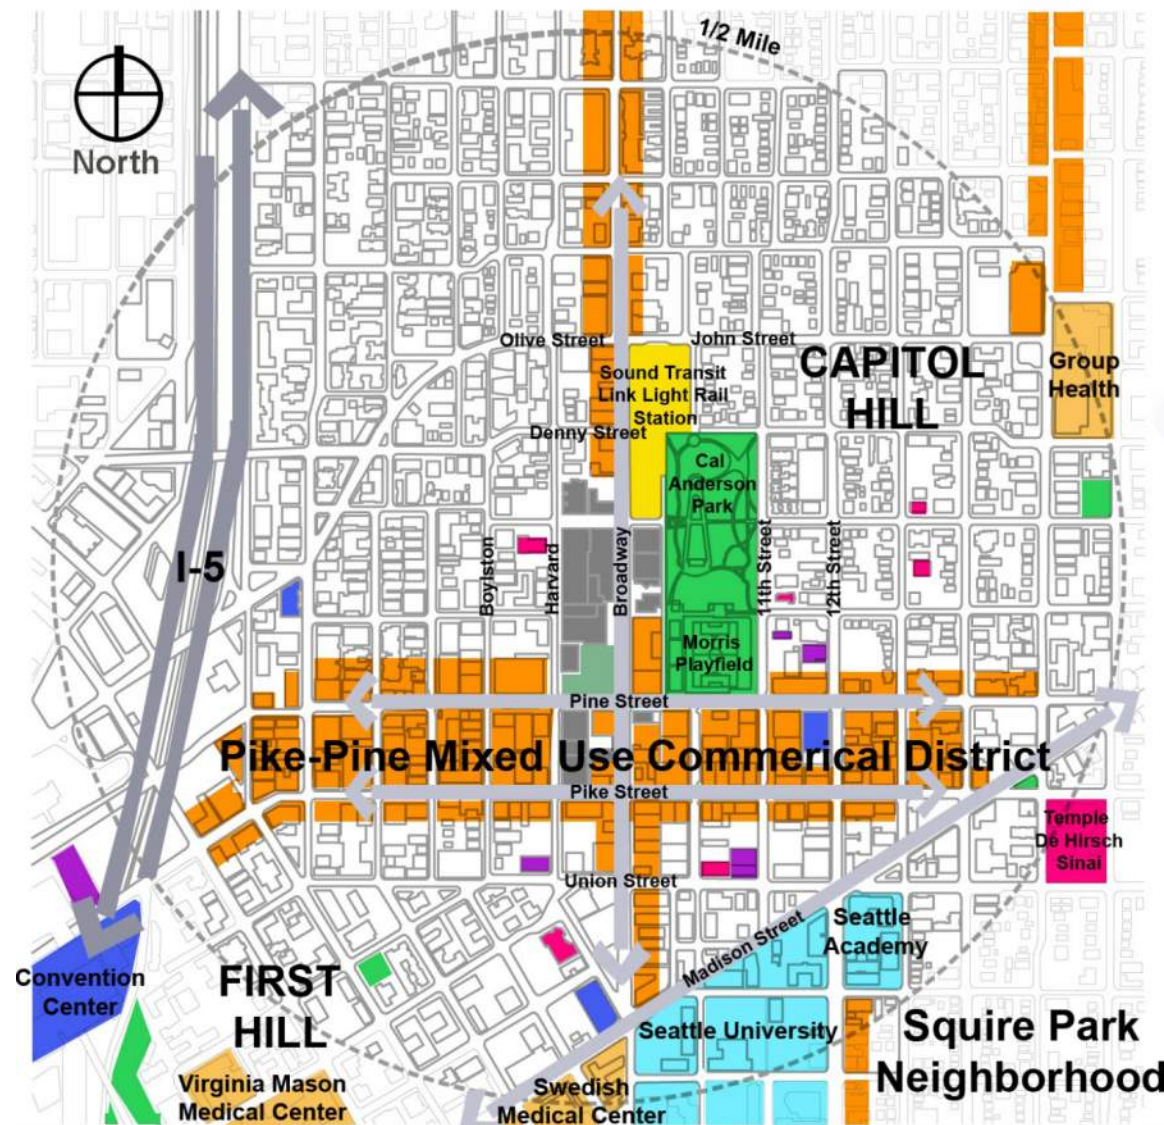 1/2 Mile
North
Olive Street
John Street
CAPITOL
HILL
Group
Health
Sound Transit
Link Light Rail
Station
Denny Street
Cal
Anderson
Park
I-5
Boylston
Harvard
Broadway
11th Street
12th Street
Morris
Playfield
Pine Street
Pike-Pine Mixed Use Commerical District
Pike Street
Temple
De Hirsch
Sinai
Union Street
Madison Street
Seattle
Academy
Convention
Center
FIRST
HILL
Seattle University
Squire Park
Neighborhood
Virginia Mason
Medical Center
Swedish
Medical Center